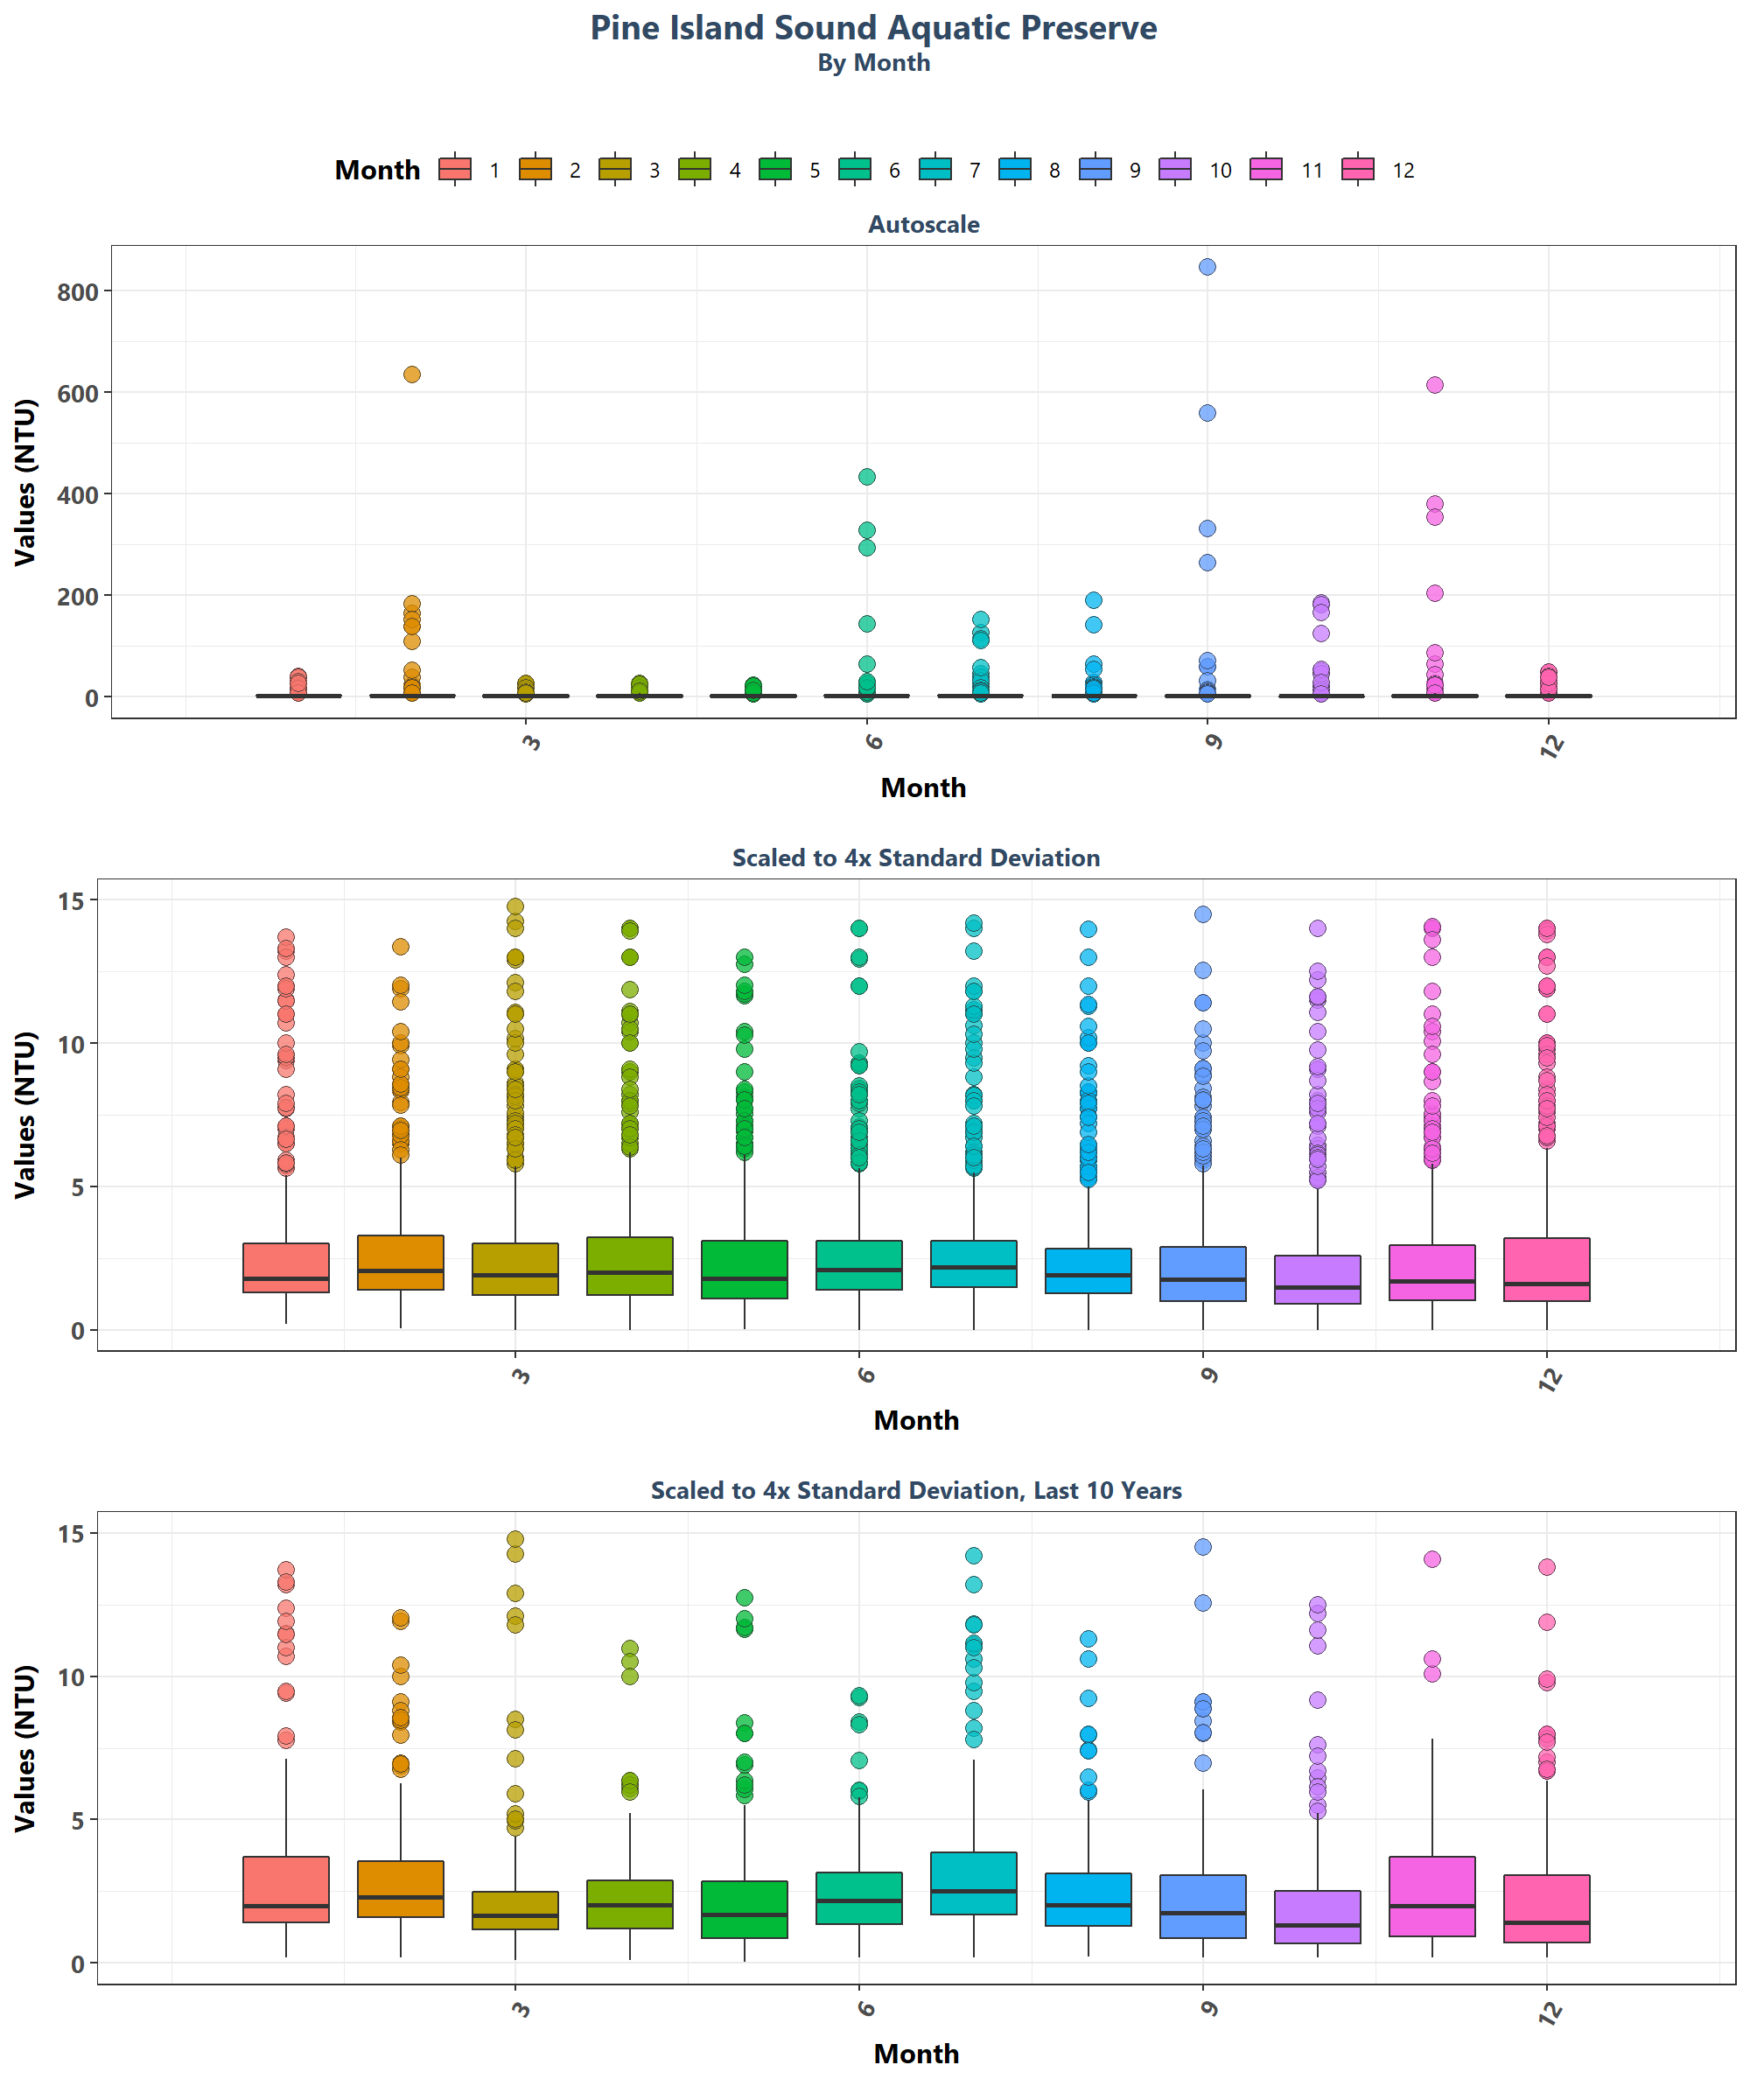 Pine Island Sound Aquatic Preserve
By Month
Month 1 2 3 4 5 6 7 8 9 10 11 12
Autoscale
Values (NTU)
800
600
400
200
0
3 6 9 12
Month
Scaled to 4x Standard Deviation
Values (NTU)
15
10
5
0
3 6 9 12
Month
Scaled to 4x Standard Deviation, Last 10 Years
Values (NTU)
15
10
5
0
3 6 9 12
Month